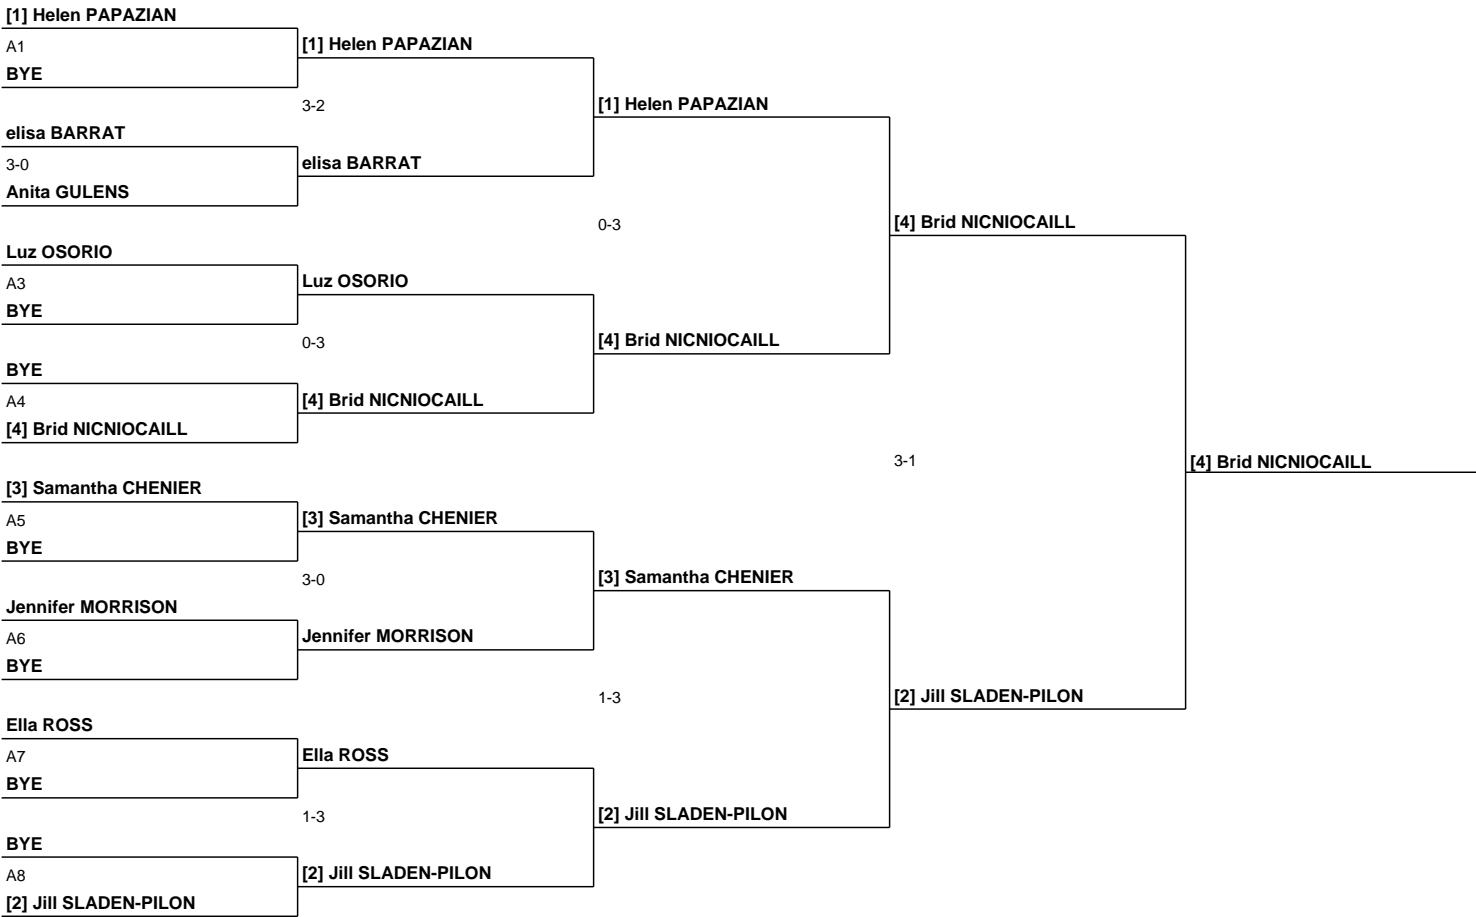 [1] Helen PAPAZIAN
A1
[1] Helen PAPAZIAN
BYE
3-2
[1] Helen PAPAZIAN
elisa BARRAT
3-0
elisa BARRAT
Anita GULENS
0-3
[4] Brid NICNIOCAILL
Luz OSORIO
A3
Luz OSORIO
BYE
0-3
[4] Brid NICNIOCAILL
BYE
A4
[4] Brid NICNIOCAILL
[4] Brid NICNIOCAILL
3-1
[4] Brid NICNIOCAILL
[3] Samantha CHENIER
A5
[3] Samantha CHENIER
BYE
3-0
[3] Samantha CHENIER
Jennifer MORRISON
A6
Jennifer MORRISON
BYE
1-3
[2] Jill SLADEN-PILON
Ella ROSS
A7
Ella ROSS
BYE
1-3
[2] Jill SLADEN-PILON
BYE
A8
[2] Jill SLADEN-PILON
[2] Jill SLADEN-PILON